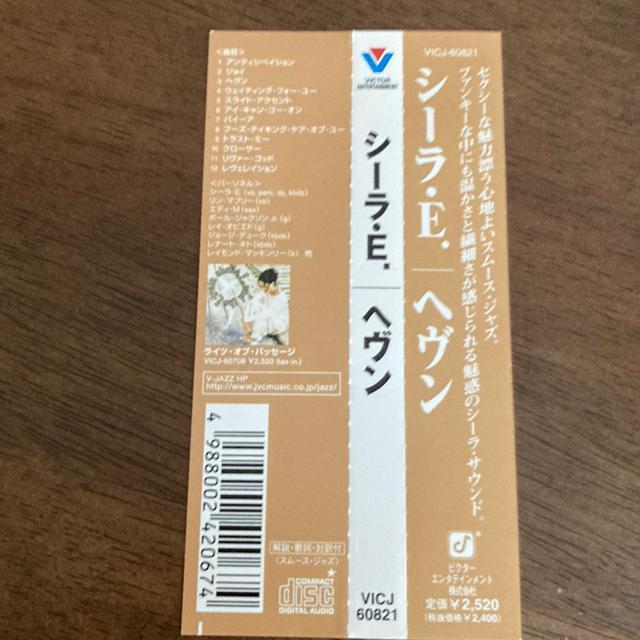 VICJ-60821
シーラ・E.
ヘヴン
セクシーな魅力漂う心地よいスムース・ジャズ。
ファンキーな中にも温かさと繊細さが感じられる魅惑のシーラ・サウンド。
ビクター
エンタテインメント
株式会社
定価￥2,520
(税抜価格￥2,400)
VICTOR
ENTERTAINMENT
シーラ・E.
ヘヴン
VICJ
60821
<曲目>
1 アンティシペイション
2 ジョイ
3 ヘヴン
4 ウェイティング・フォー・ユー
5 スライト・アクセント
6 アイ・キャン・ゴー・オン
7 バイーア
8 フーズ・テイキング・ケア・オブ・ユー
9 トラスト・ミー
10 クローサー
11 リヴァー・ゴッド
12 レヴェレイション
<パーソネル>
シーラ・E. (vo, perc, ds, kbds)
リン・マブリー(vo)
エディ・M (sax)
ポール・ジャクソン Jr. (g)
レイ・オビエド(g)
ジョージ・デューク(kbds)
レナート・ネト(kbds)
レイモンド・マッキンリー(b) 他
ライツ・オブ・パッセージ
VICJ-60708 ¥2,520 (tax-in.)
V-JAZZ HP
http://www.jvcmusic.co.jp/jazz/
4 988002 420674
解説・歌詞・対訳付
(スムース・ジャズ)
★
COMPACT
disc
DIGITAL AUDIO